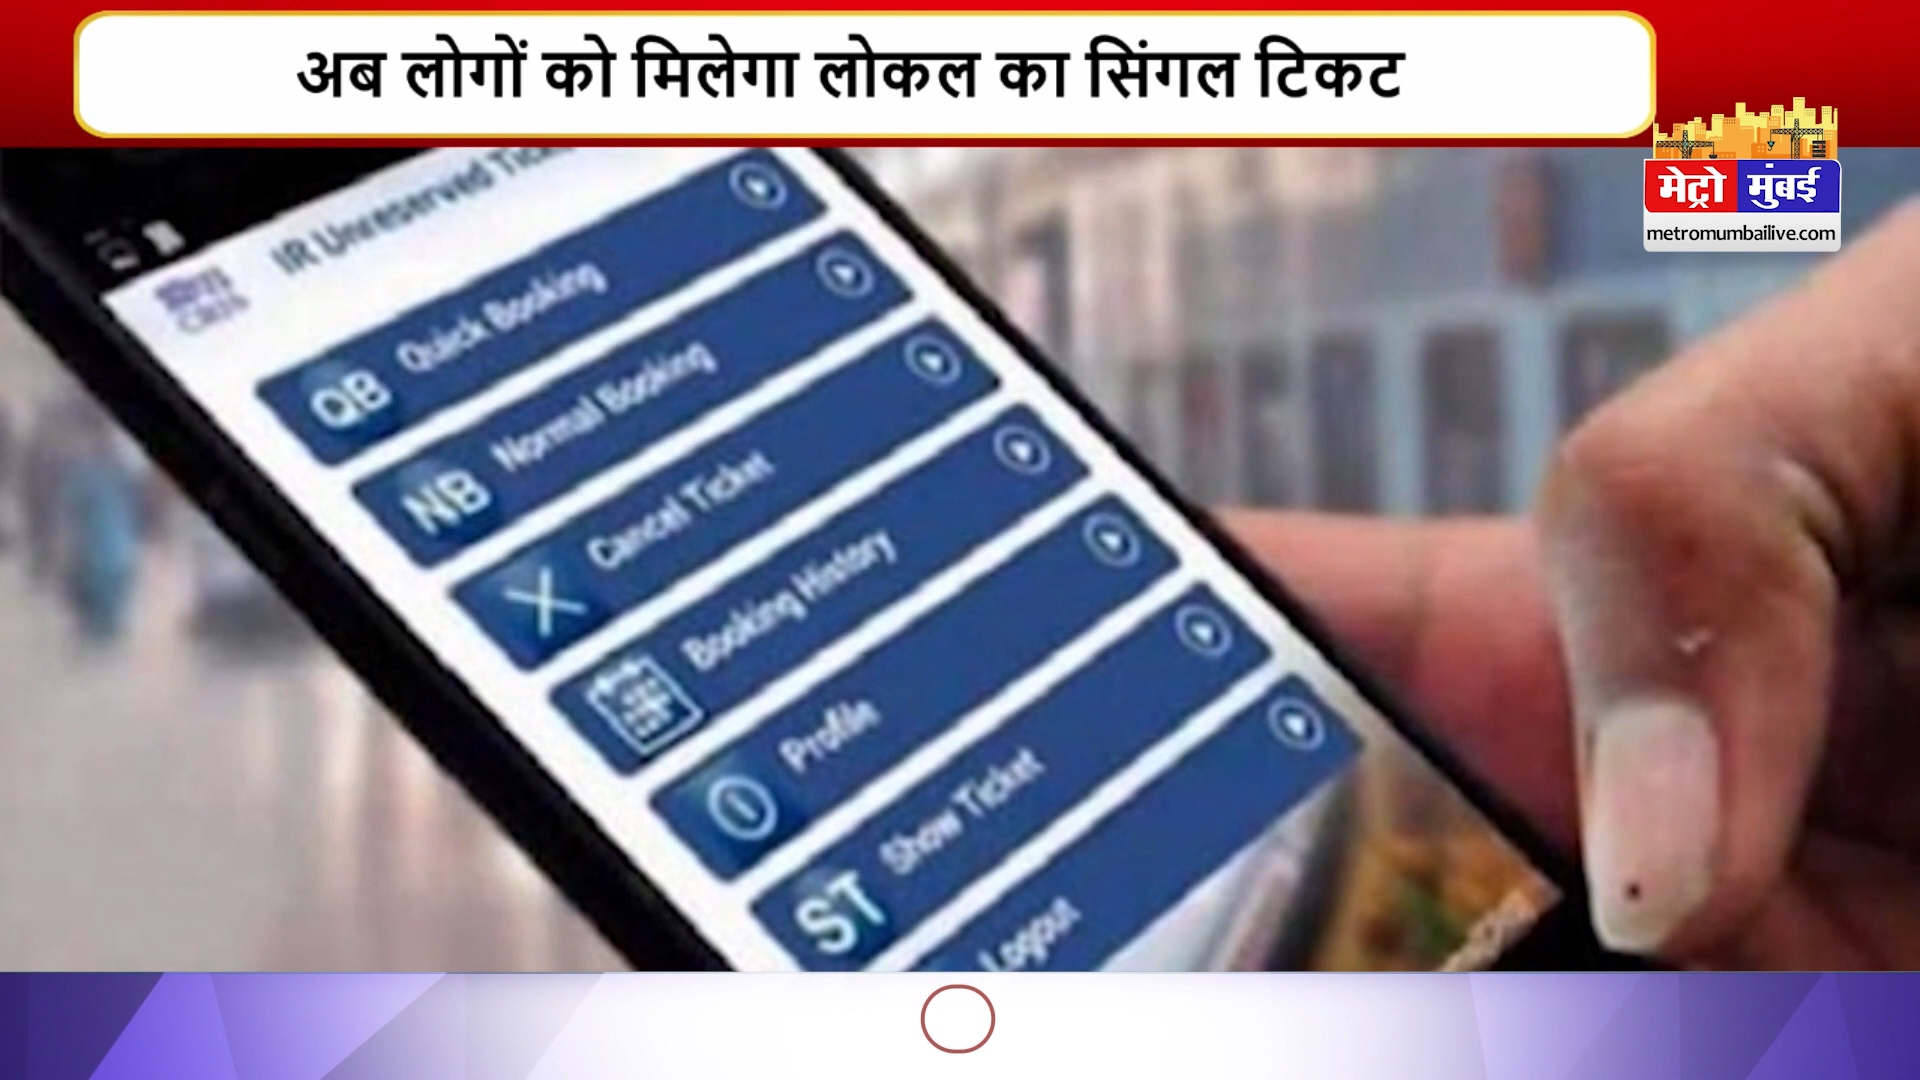 अब लोगों को मिलेगा लोकल का सिंगल टिकट
मेट्रो मुंबई
metromumbailive.com
IR Unreserved
CRIS
QB Quick Booking
NB Normal Booking
Cancel Ticket
Booking History
Profile
ST Show Ticket
Logout